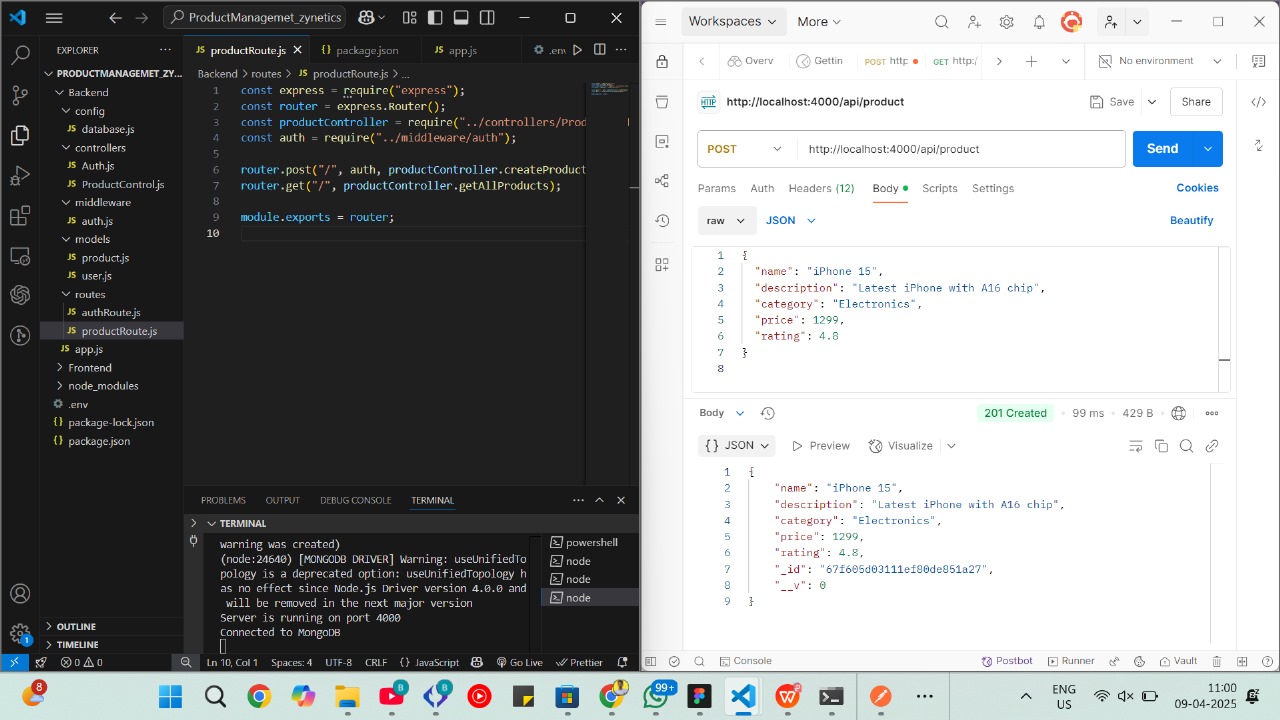 ProductManagemet_zynetics
EXPLORER
PRODUCTMANAGEMET_ZY...
Backend
config
database.js
controllers
Auth.js
ProductControl.js
middleware
auth.js
models
product.js
user.js
routes
authRoute.js
productRoute.js
app.js
Frontend
node_modules
.env
package-lock.json
package.json
OUTLINE
TIMELINE
productRoute.js
package.json
app.js
.env
Backend > routes > productRoute.js > ...
1 const express = require("express");
2 const router = express.Router();
3 const productController = require("../controllers/Prod
4 const auth = require("../middleware/auth");
5
6 router.post("/", auth, productController.createProduct
7 router.get("/", productController.getAllProducts);
8
9 module.exports = router;
10
PROBLEMS OUTPUT DEBUG CONSOLE TERMINAL
TERMINAL
warning was created)
(node:24640) [MONGODB DRIVER] Warning: useUnifiedTo
pology is a deprecated option: useUnifiedTopology h
as no effect since Node.js Driver version 4.0.0 and
will be removed in the next major version
Server is running on port 4000
Connected to MongoDB
powershell
node
node
node
1
0 0 Ln 10, Col 1 Spaces: 4 UTF-8 CRLF {} JavaScript Go Live Prettier
Workspaces More
Overv Gettin POST http GET http:/ No environment
HTTP http://localhost:4000/api/product Save Share
POST http://localhost:4000/api/product Send
Params Auth Headers (12) Body Scripts Settings Cookies
raw JSON Beautify
1 {
2 "name": "iPhone 15",
3 "description": "Latest iPhone with A16 chip",
4 "category": "Electronics",
5 "price": 1299,
6 "rating": 4.8
7 }
8
Body 201 Created 99 ms 429 B
{} JSON Preview Visualize
1 {
2 "name": "iPhone 15",
3 "description": "Latest iPhone with A16 chip",
4 "category": "Electronics",
5 "price": 1299,
6 "rating": 4.8,
7 "_id": "67f605d03111ef80de851a27",
8 "__v": 0
9 }
Console Postbot Runner Vault
8
B
B
99+
ENG
US
11:00
09-04-2025